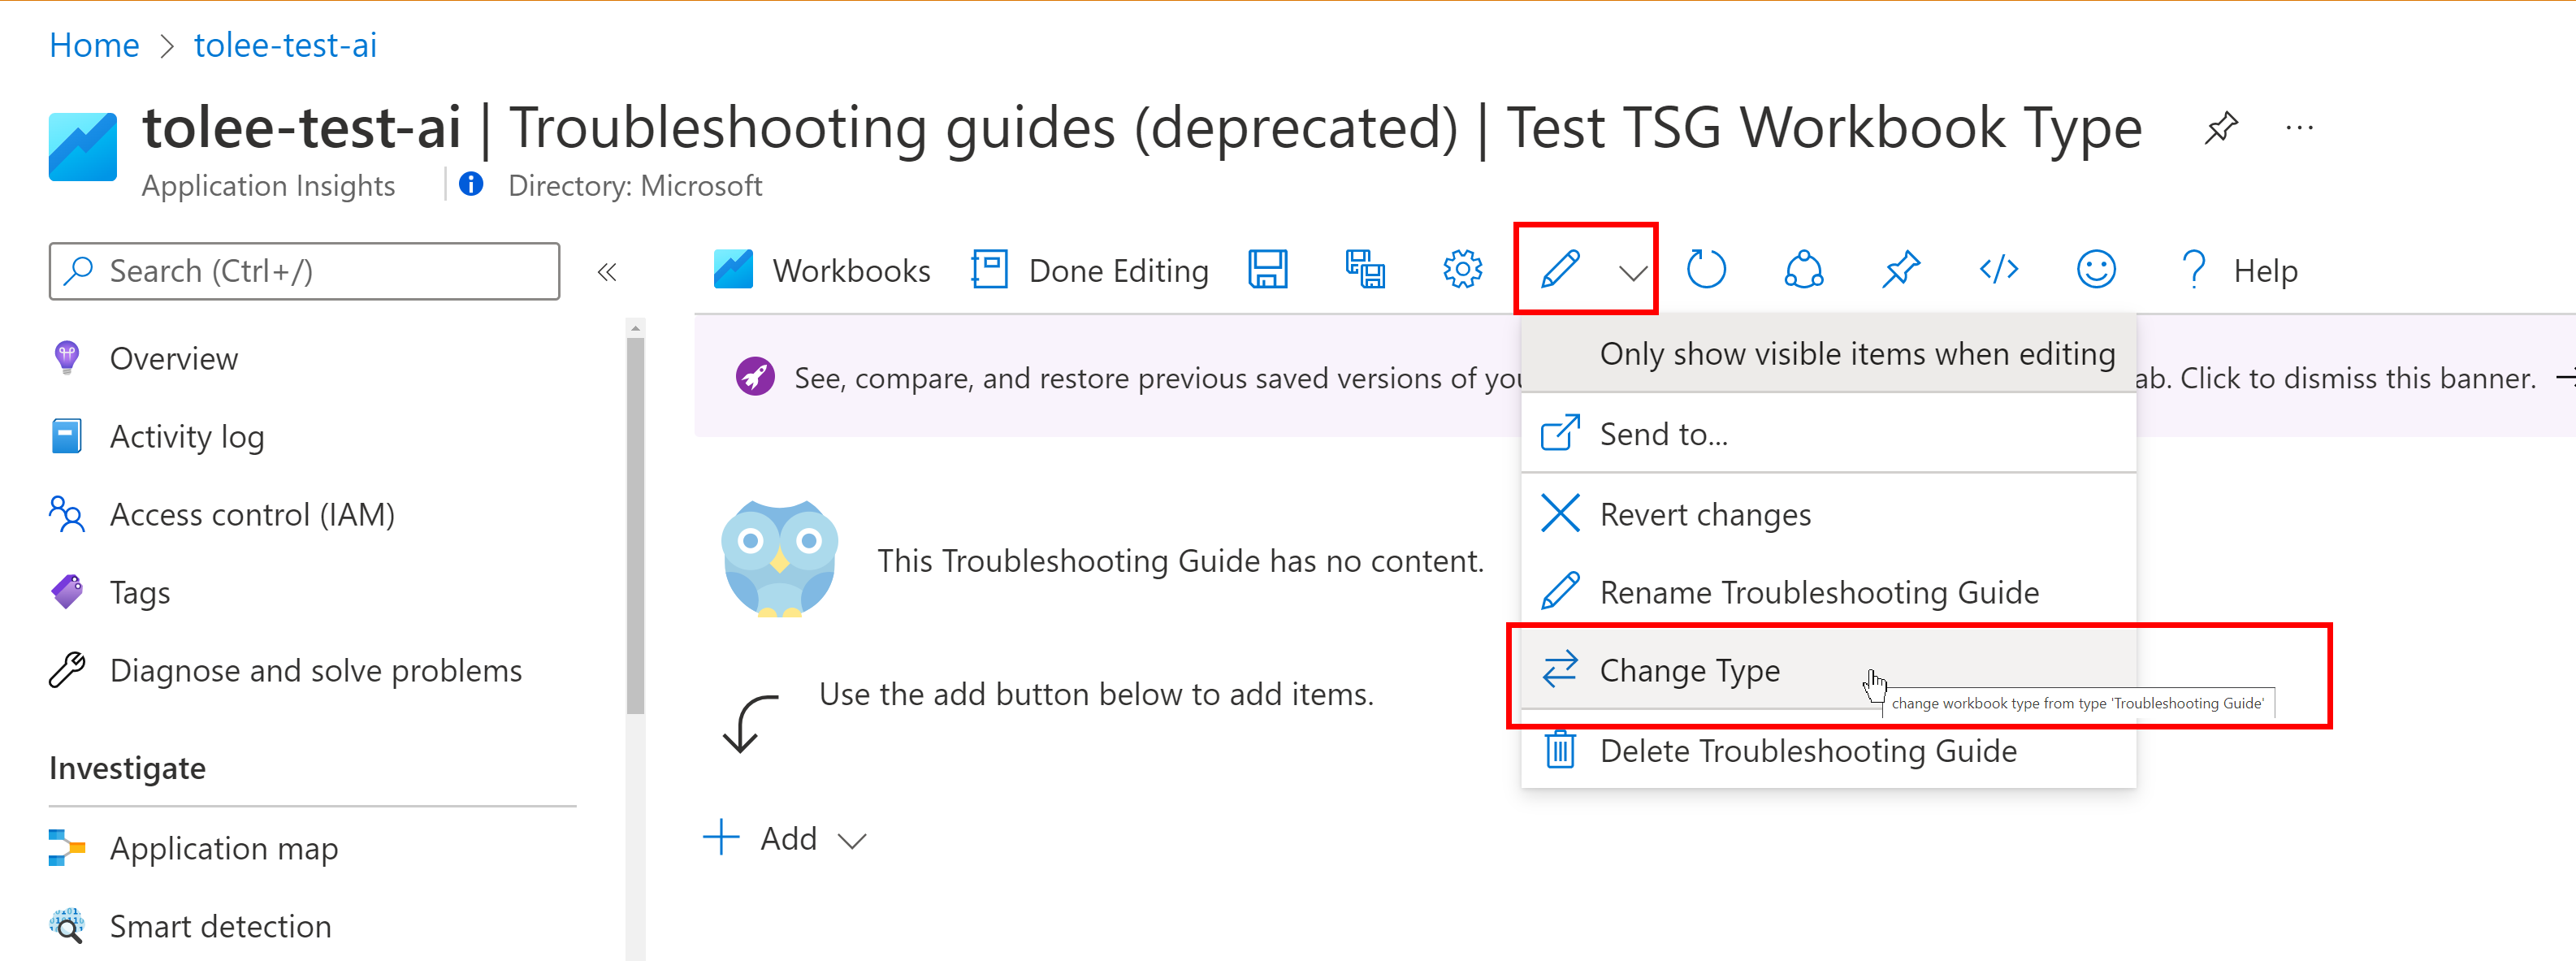 Home > tolee-test-ai
tolee-test-ai | Troubleshooting guides (deprecated) | Test TSG Workbook Type
Application Insights
Directory: Microsoft
Search (Ctrl+/)
Overview
Activity log
Access control (IAM)
Tags
Diagnose and solve problems
Investigate
Application map
Smart detection
Workbooks
Done Editing
? Help
See, compare, and restore previous saved versions of
ab. Click to dismiss this banner.
Only show visible items when editing
Send to...
Revert changes
Rename Troubleshooting Guide
Change Type
change workbook type from type 'Troubleshooting Guide'
Delete Troubleshooting Guide
This Troubleshooting Guide has no content.
Use the add button below to add items.
Add